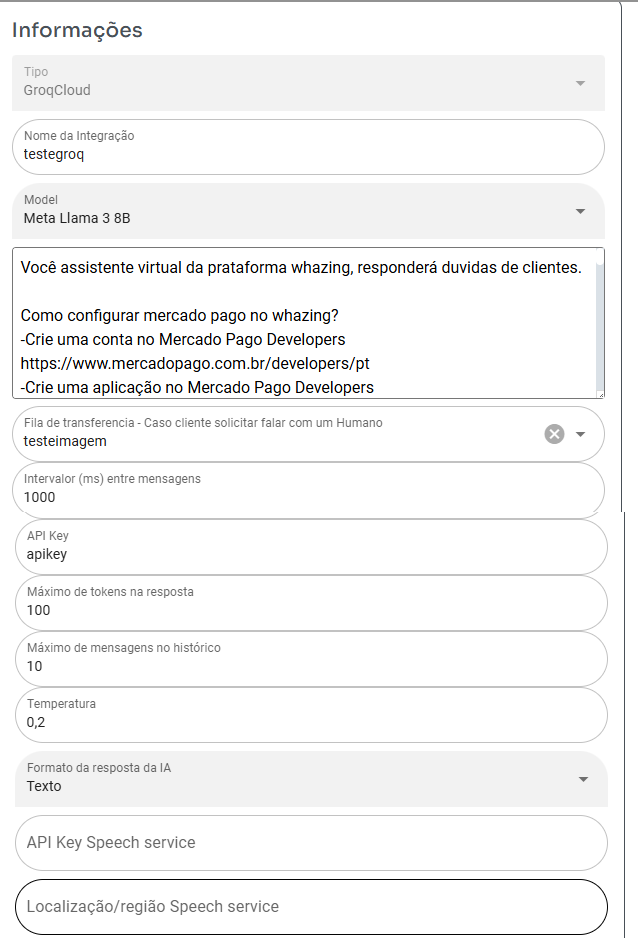 Informações
Tipo
GroqCloud
Nome da Integração
testegroq
Model
Meta Llama 3 8B
Você assistente virtual da prataforma whazing, responderá duvidas de clientes.
Como configurar mercado pago no whazing?
-Crie uma conta no Mercado Pago Developers
https://www.mercadopago.com.br/developers/pt
-Crie uma aplicação no Mercado Pago Developers
Fila de transferencia - Caso cliente solicitar falar com um Humano
testeimagem
Intervalor (ms) entre mensagens
1000
API Key
apikey
Máximo de tokens na resposta
100
Máximo de mensagens no histórico
10
Temperatura
0,2
Formato da resposta da IA
Texto
API Key Speech service
Localização/região Speech service